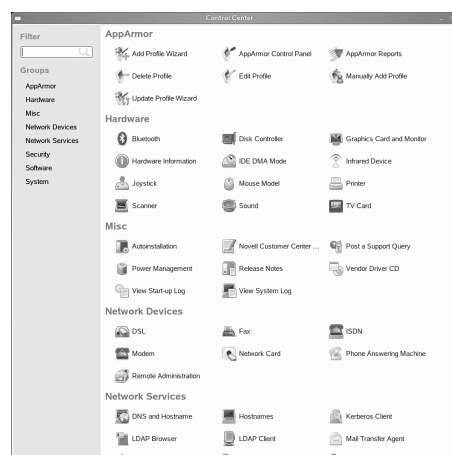 Control Center
Filter
Groups
AppArmor
Hardware
Misc
Network Devices
Network Services
Security
Software
System
AppArmor
Add Profile Wizard
AppArmor Control Panel
AppArmor Reports
Delete Profile
Edit Profile
Manually Add Profile
Update Profile Wizard
Hardware
Bluetooth
Disk Controller
Graphics Card and Monitor
Hardware Information
IDE DMA Mode
Infrared Device
Joystick
Mouse Model
Printer
Scanner
Sound
TV Card
Misc
Autoinstallation
Novell Customer Center ...
Post a Support Query
Power Management
Release Notes
Vendor Driver CD
View Start-up Log
View System Log
Network Devices
DSL
Fax
ISDN
Modem
Network Card
Phone Answering Machine
Remote Administration
Network Services
DNS and Hostname
Hostnames
Kerberos Client
LDAP Browser
LDAP Client
Mail Transfer Agent